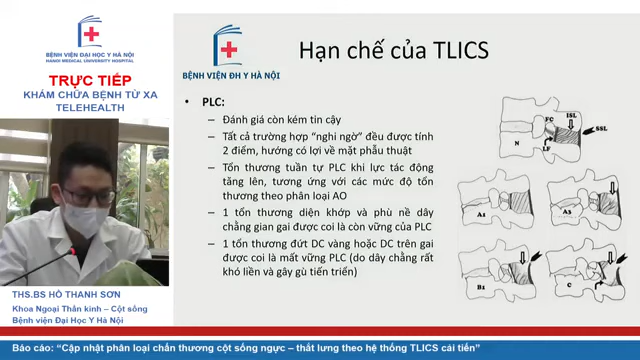 BỆNH VIỆN ĐẠI HỌC Y HÀ NỘI
HANOI MEDICAL UNIVERSITY HOSPITAL
TRỰC TIẾP
KHÁM CHỮA BỆNH TỪ XA
TELEHEALTH
THS.BS HỒ THANH SƠN
Khoa Ngoại Thần kinh – Cột sống
Bệnh viện Đại Học Y Hà Nội
BỆNH VIỆN ĐH Y HÀ NỘI
Hạn chế của TLICS
• PLC:
– Đánh giá còn kém tin cậy
– Tất cả trường hợp “nghi ngờ” đều được tính
2 điểm, hướng có lợi về mặt phẫu thuật
– Tổn thương tuần tự PLC khi lực tác động
tăng lên, tương ứng với các mức độ tổn
thương theo phân loại AO
– 1 tổn thương diện khớp và phù nề dây
chằng gian gai được coi là còn vững của PLC
– 1 tổn thương đứt DC vàng hoặc DC trên gai
được coi là mất vững PLC (do dây chằng rất
khó liền và gây gù tiến triển)
ISL
FC
SSL
N
LF
A1
A3
B1
C
Báo cáo: “Cập nhật phân loại chấn thương cột sống ngực – thắt lưng theo hệ thống TLICS cải tiến”